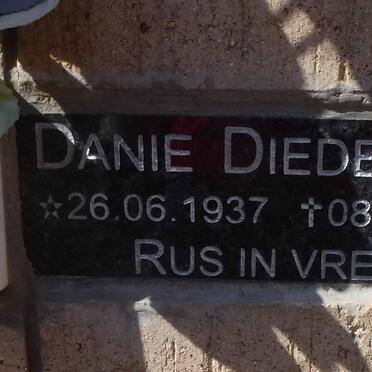 DANIE DIEDE
☆26.06.1937 †08
RUS IN VRE